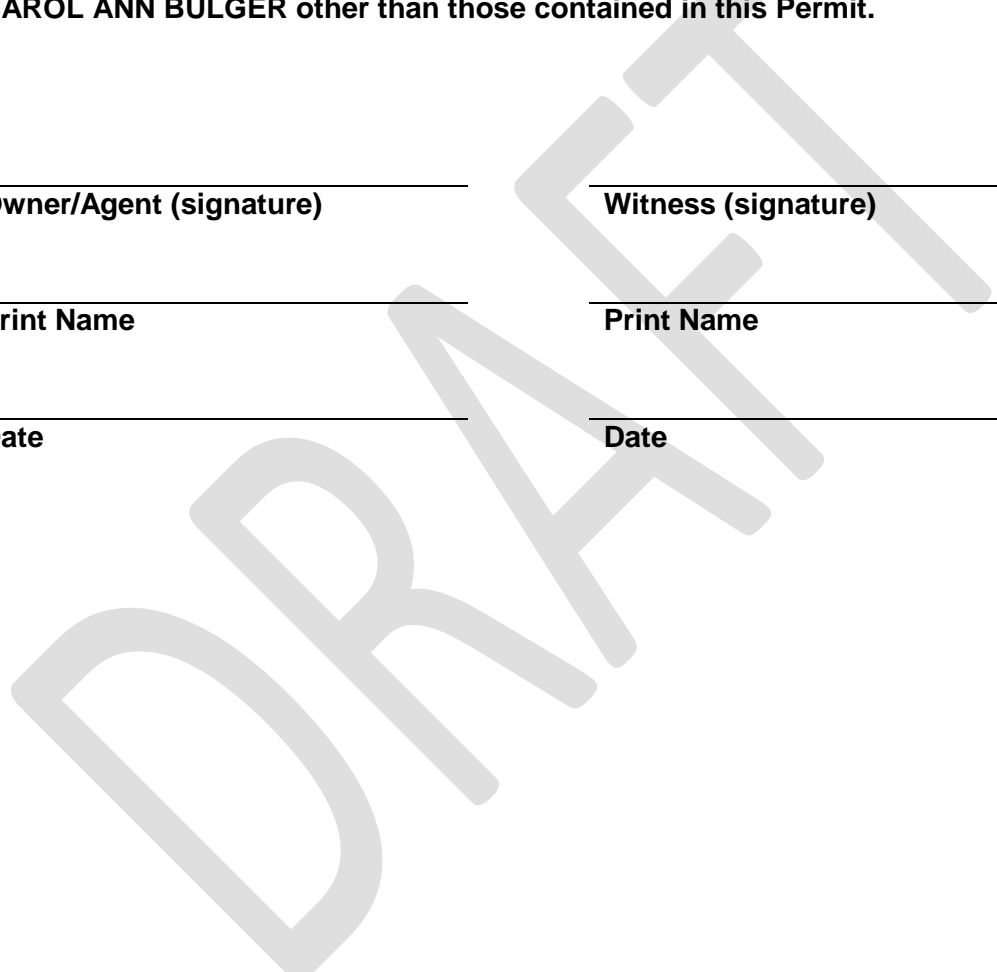 AROL ANN BULGER other than those contained in this Permit.
wner/Agent (signature) Witness (signature)
rint Name Print Name
ate Date
DRAFT